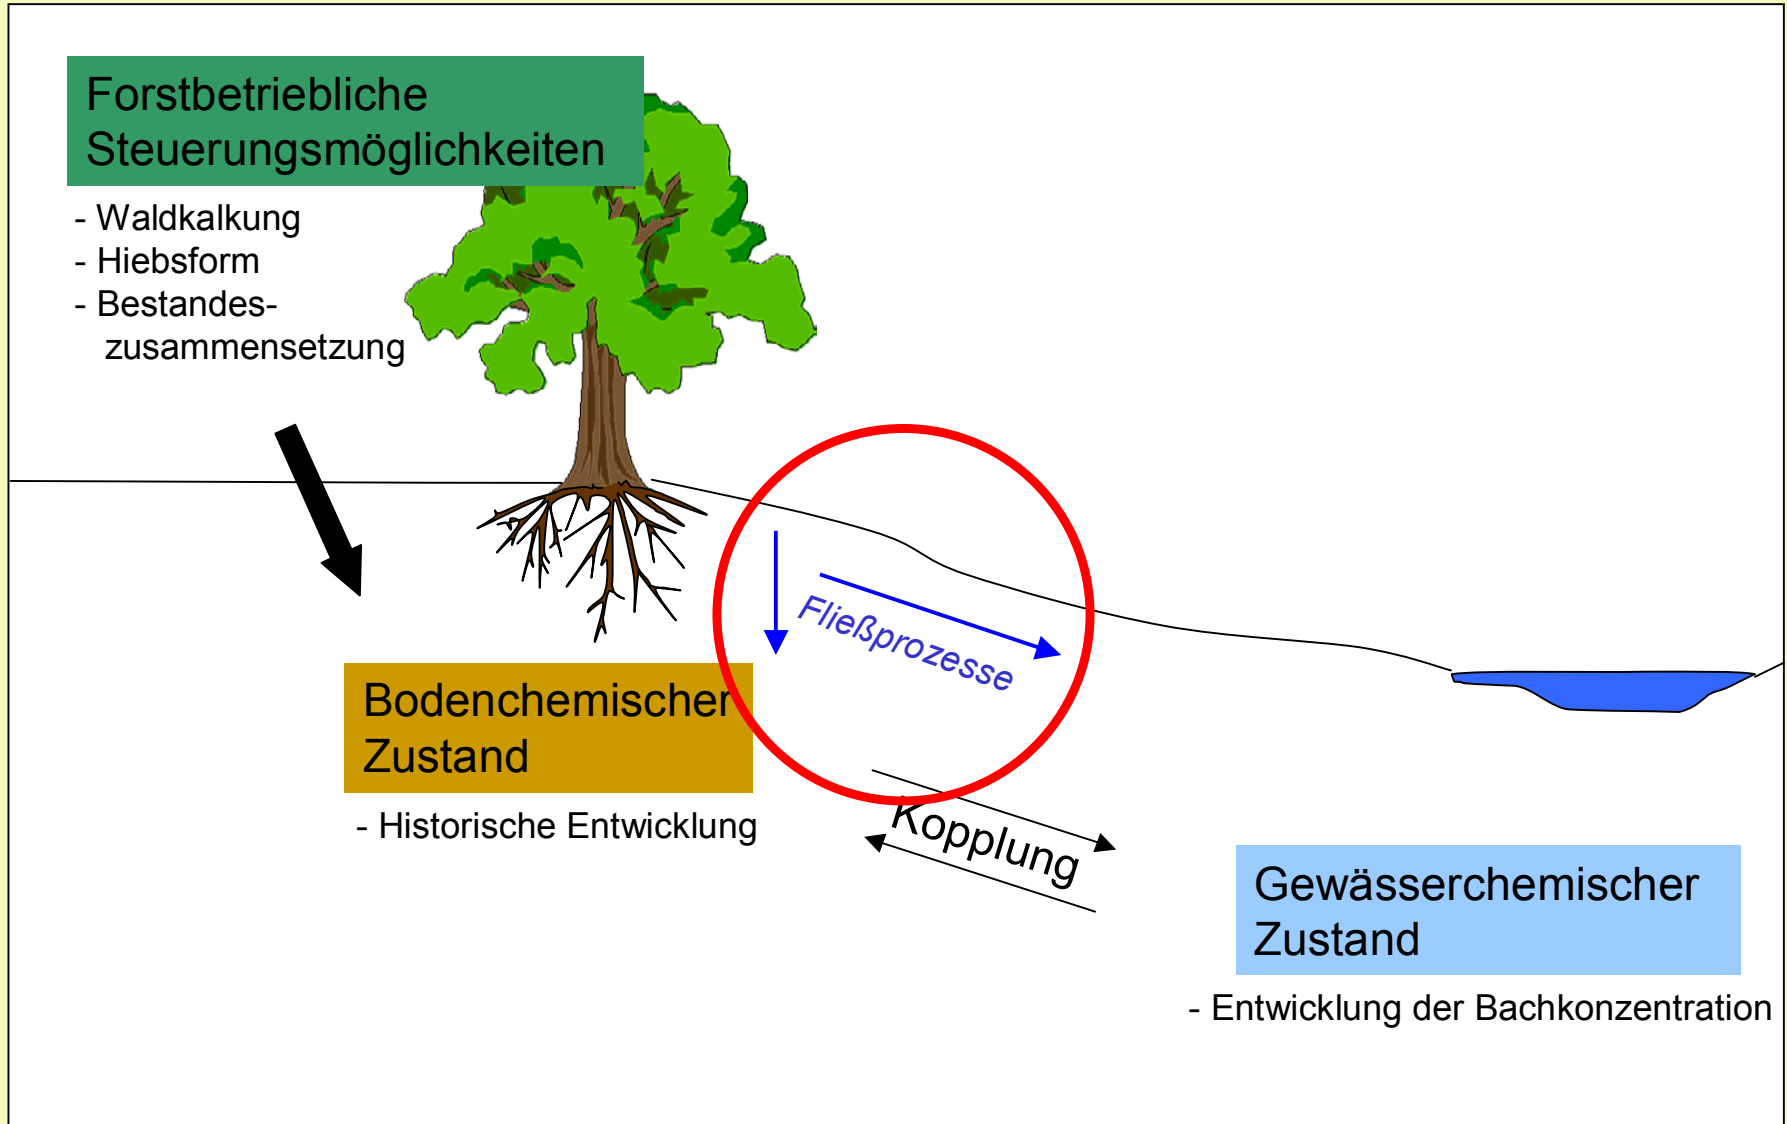 Forstbetriebliche
Steuerungsmöglichkeiten
- Waldkalkung
- Hiebsform
- Bestandes-
zusammensetzung
Fließprozesse
Bodenchemischer
Zustand
- Historische Entwicklung
Kopplung
Gewässerchemischer
Zustand
- Entwicklung der Bachkonzentration